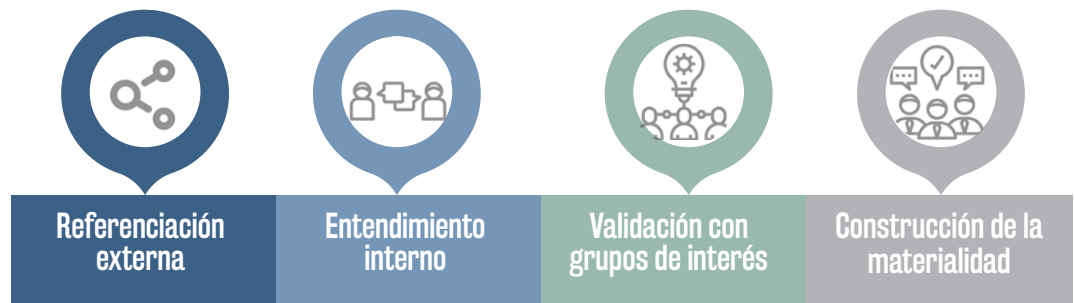 Referenciación
externa
Entendimiento
interno
Validación con
grupos de interés
Construcción de la
materialidad